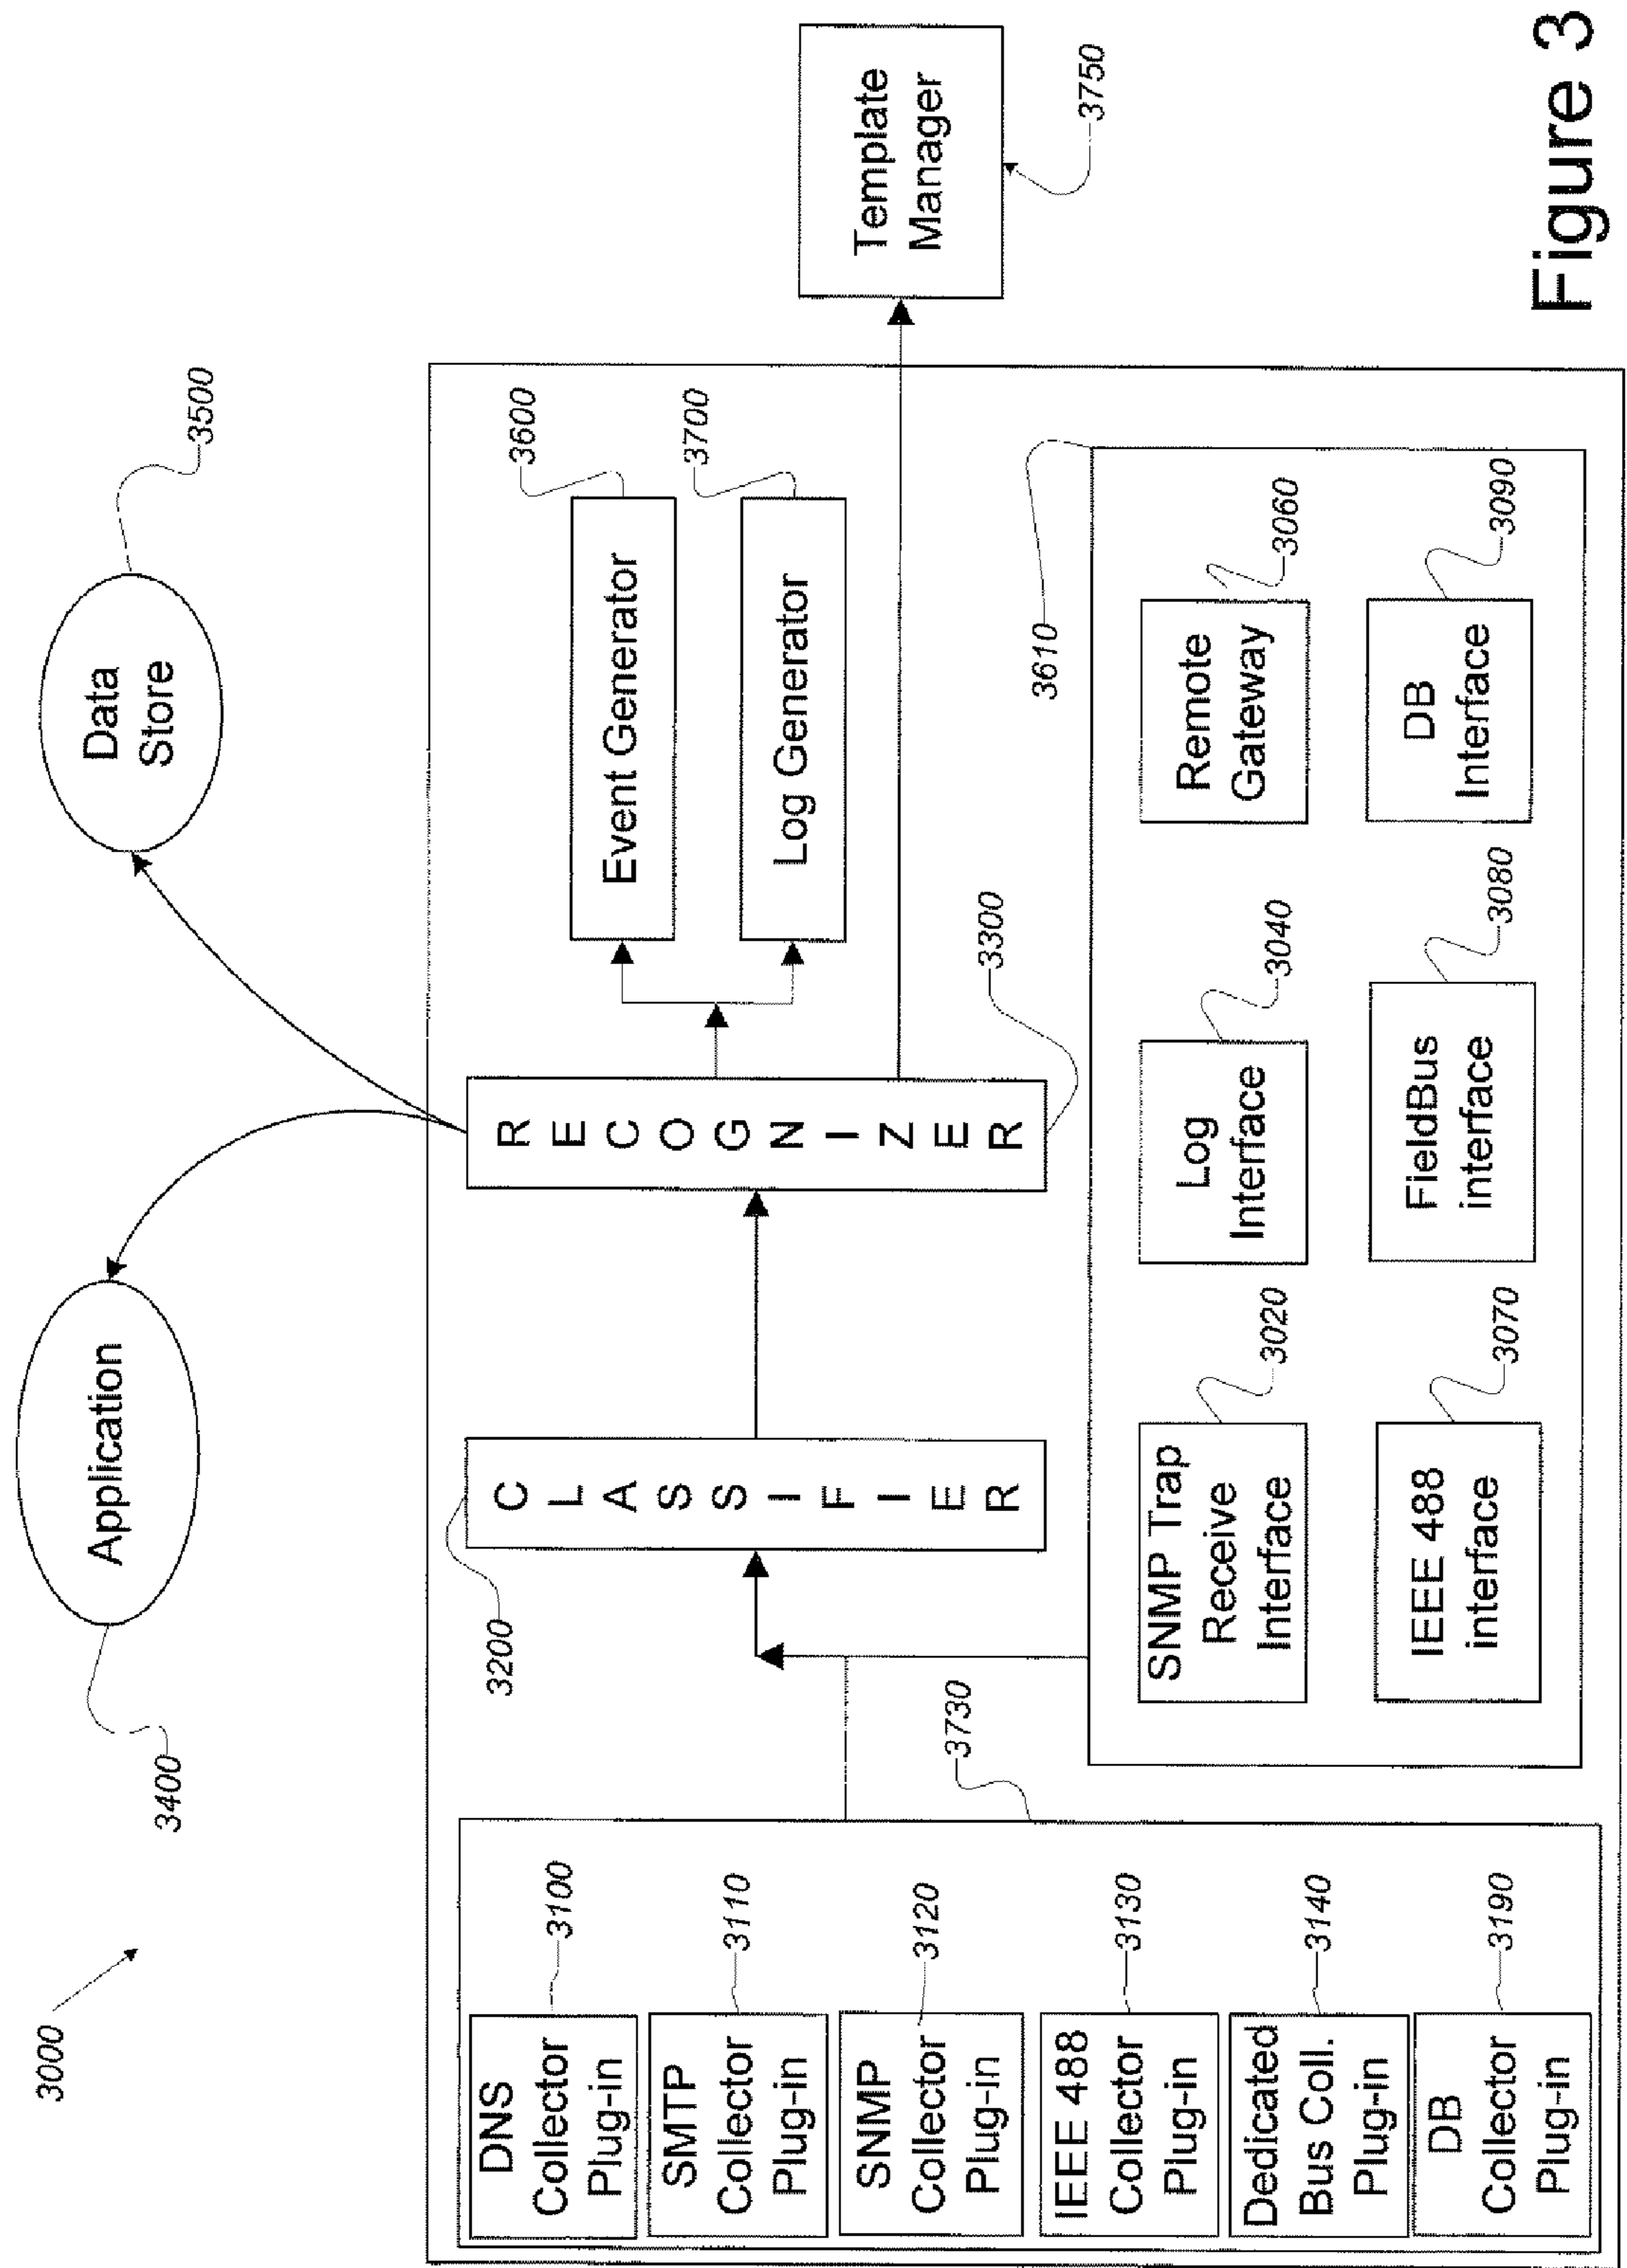 3000
3400
Application
Data
Store
3500
3200
C
L
A
S
S
I
F
I
E
R
R
E
C
O
G
N
I
Z
E
R
3300
Event Generator
3600
Log Generator
3700
Template
Manager
3750
DNS
Collector
Plug-in
3100
SMTP
Collector
Plug-in
3110
SNMP
Collector
Plug-in
3120
IEEE 488
Collector
Plug-in
3130
Dedicated
Bus Coll.
Plug-in
3140
DB
Collector
Plug-in
3190
3730
3610
SNMP Trap
Receive
Interface
3020
Log
Interface
3040
Remote
Gateway
3060
IEEE 488
interface
3070
FieldBus
interface
3080
DB
Interface
3090
Figure 3